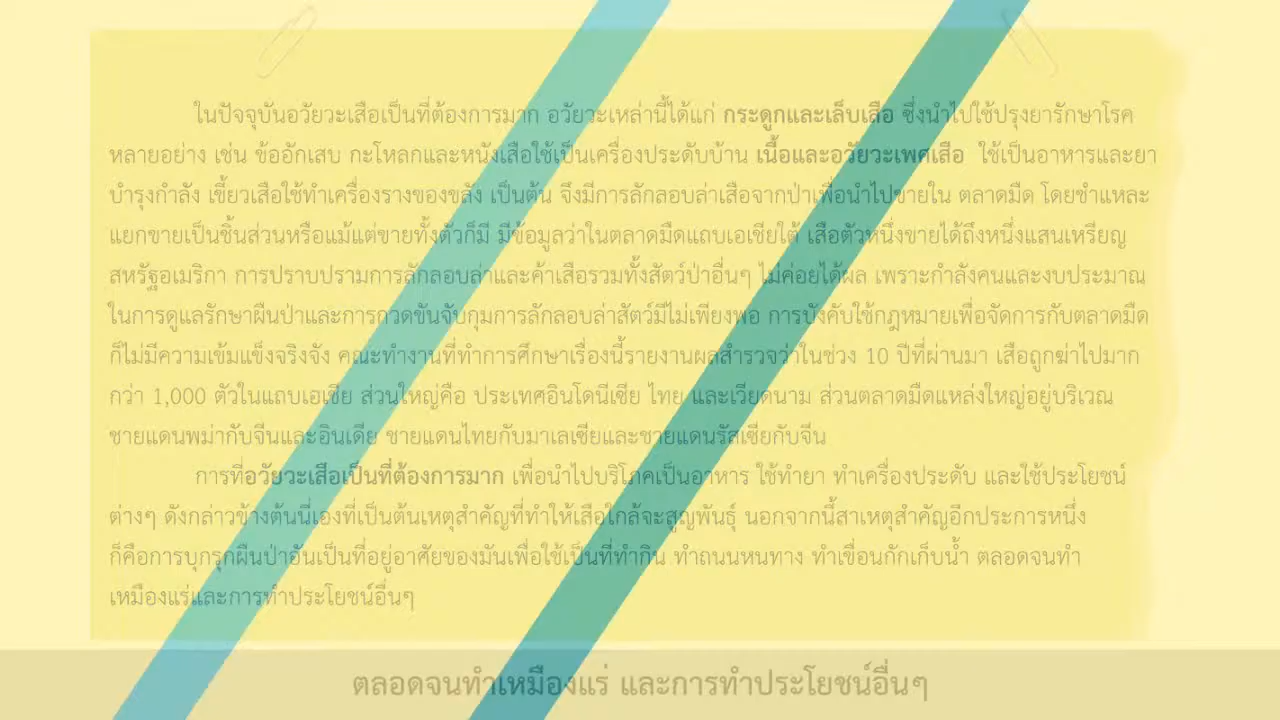 ในปัจจุบันอวัยวะเสือเป็นที่ต้องการมาก อวัยวะเหล่านี้ได้แก่ กระดูกและเล็บเสือ ซึ่งนำไปใช้ปรุงยารักษาโรค
หลายอย่าง เช่น ข้ออักเสบ กะโหลกและหนังเสือใช้เป็นเครื่องประดับบ้าน เนื้อและอวัยวะเพศเสือ ใช้เป็นอาหารและยา
บำรุงกำลัง เขี้ยวเสือใช้ทำเครื่องรางของขลัง เป็นต้น จึงมีการลักลอบล่าเสือจากป่าเพื่อนำไปขายใน ตลาดมืด โดยชำแหละ
แยกขายเป็นชิ้นส่วนหรือแม้แต่ขายทั้งตัวก็มี มีข้อมูลว่าในตลาดมืดแถบเอเชียใต้ เสือตัวหนึ่งขายได้ถึงหนึ่งแสนเหรียญ
สหรัฐอเมริกา การปราบปรามการลักลอบล่าและค้าเสือรวมทั้งสัตว์ป่าอื่นๆ ไม่ค่อยได้ผล เพราะกำลังคนและงบประมาณ
ในการดูแลรักษาผืนป่าและการกวดขันจับกุมการลักลอบล่าสัตว์มีไม่เพียงพอ การบังคับใช้กฎหมายเพื่อจัดการกับตลาดมืด
ก็ไม่มีความเข้มแข็งจริงจัง คณะทำงานที่ทำการศึกษาเรื่องนี้รายงานผลสำรวจว่าในช่วง 10 ปีที่ผ่านมา เสือถูกฆ่าไปมาก
กว่า 1,000 ตัวในแถบเอเชีย ส่วนใหญ่คือ ประเทศอินโดนีเซีย ไทย และเวียดนาม ส่วนตลาดมืดแหล่งใหญ่อยู่บริเวณ
ชายแดนพม่ากับจีนและอินเดีย ชายแดนไทยกับมาเลเซียและชายแดนรัสเซียกับจีน
การที่อวัยวะเสือเป็นที่ต้องการมาก เพื่อนำไปบริโภคเป็นอาหาร ใช้ทำยา ทำเครื่องประดับ และใช้ประโยชน์
ต่างๆ ดังกล่าวข้างต้นนี่เองที่เป็นต้นเหตุสำคัญที่ทำให้เสือใกล้จะสูญพันธุ์ นอกจากนี้สาเหตุสำคัญอีกประการหนึ่ง
ก็คือการบุกรุกผืนป่าอันเป็นที่อยู่อาศัยของมันเพื่อใช้เป็นที่ทำกิน ทำถนนหนทาง ทำเขื่อนกักเก็บน้ำ ตลอดจนทำ
เหมืองแร่และการทำประโยชน์อื่นๆ
ตลอดจนทำเหมืองแร่ และการทำประโยชน์อื่นๆ